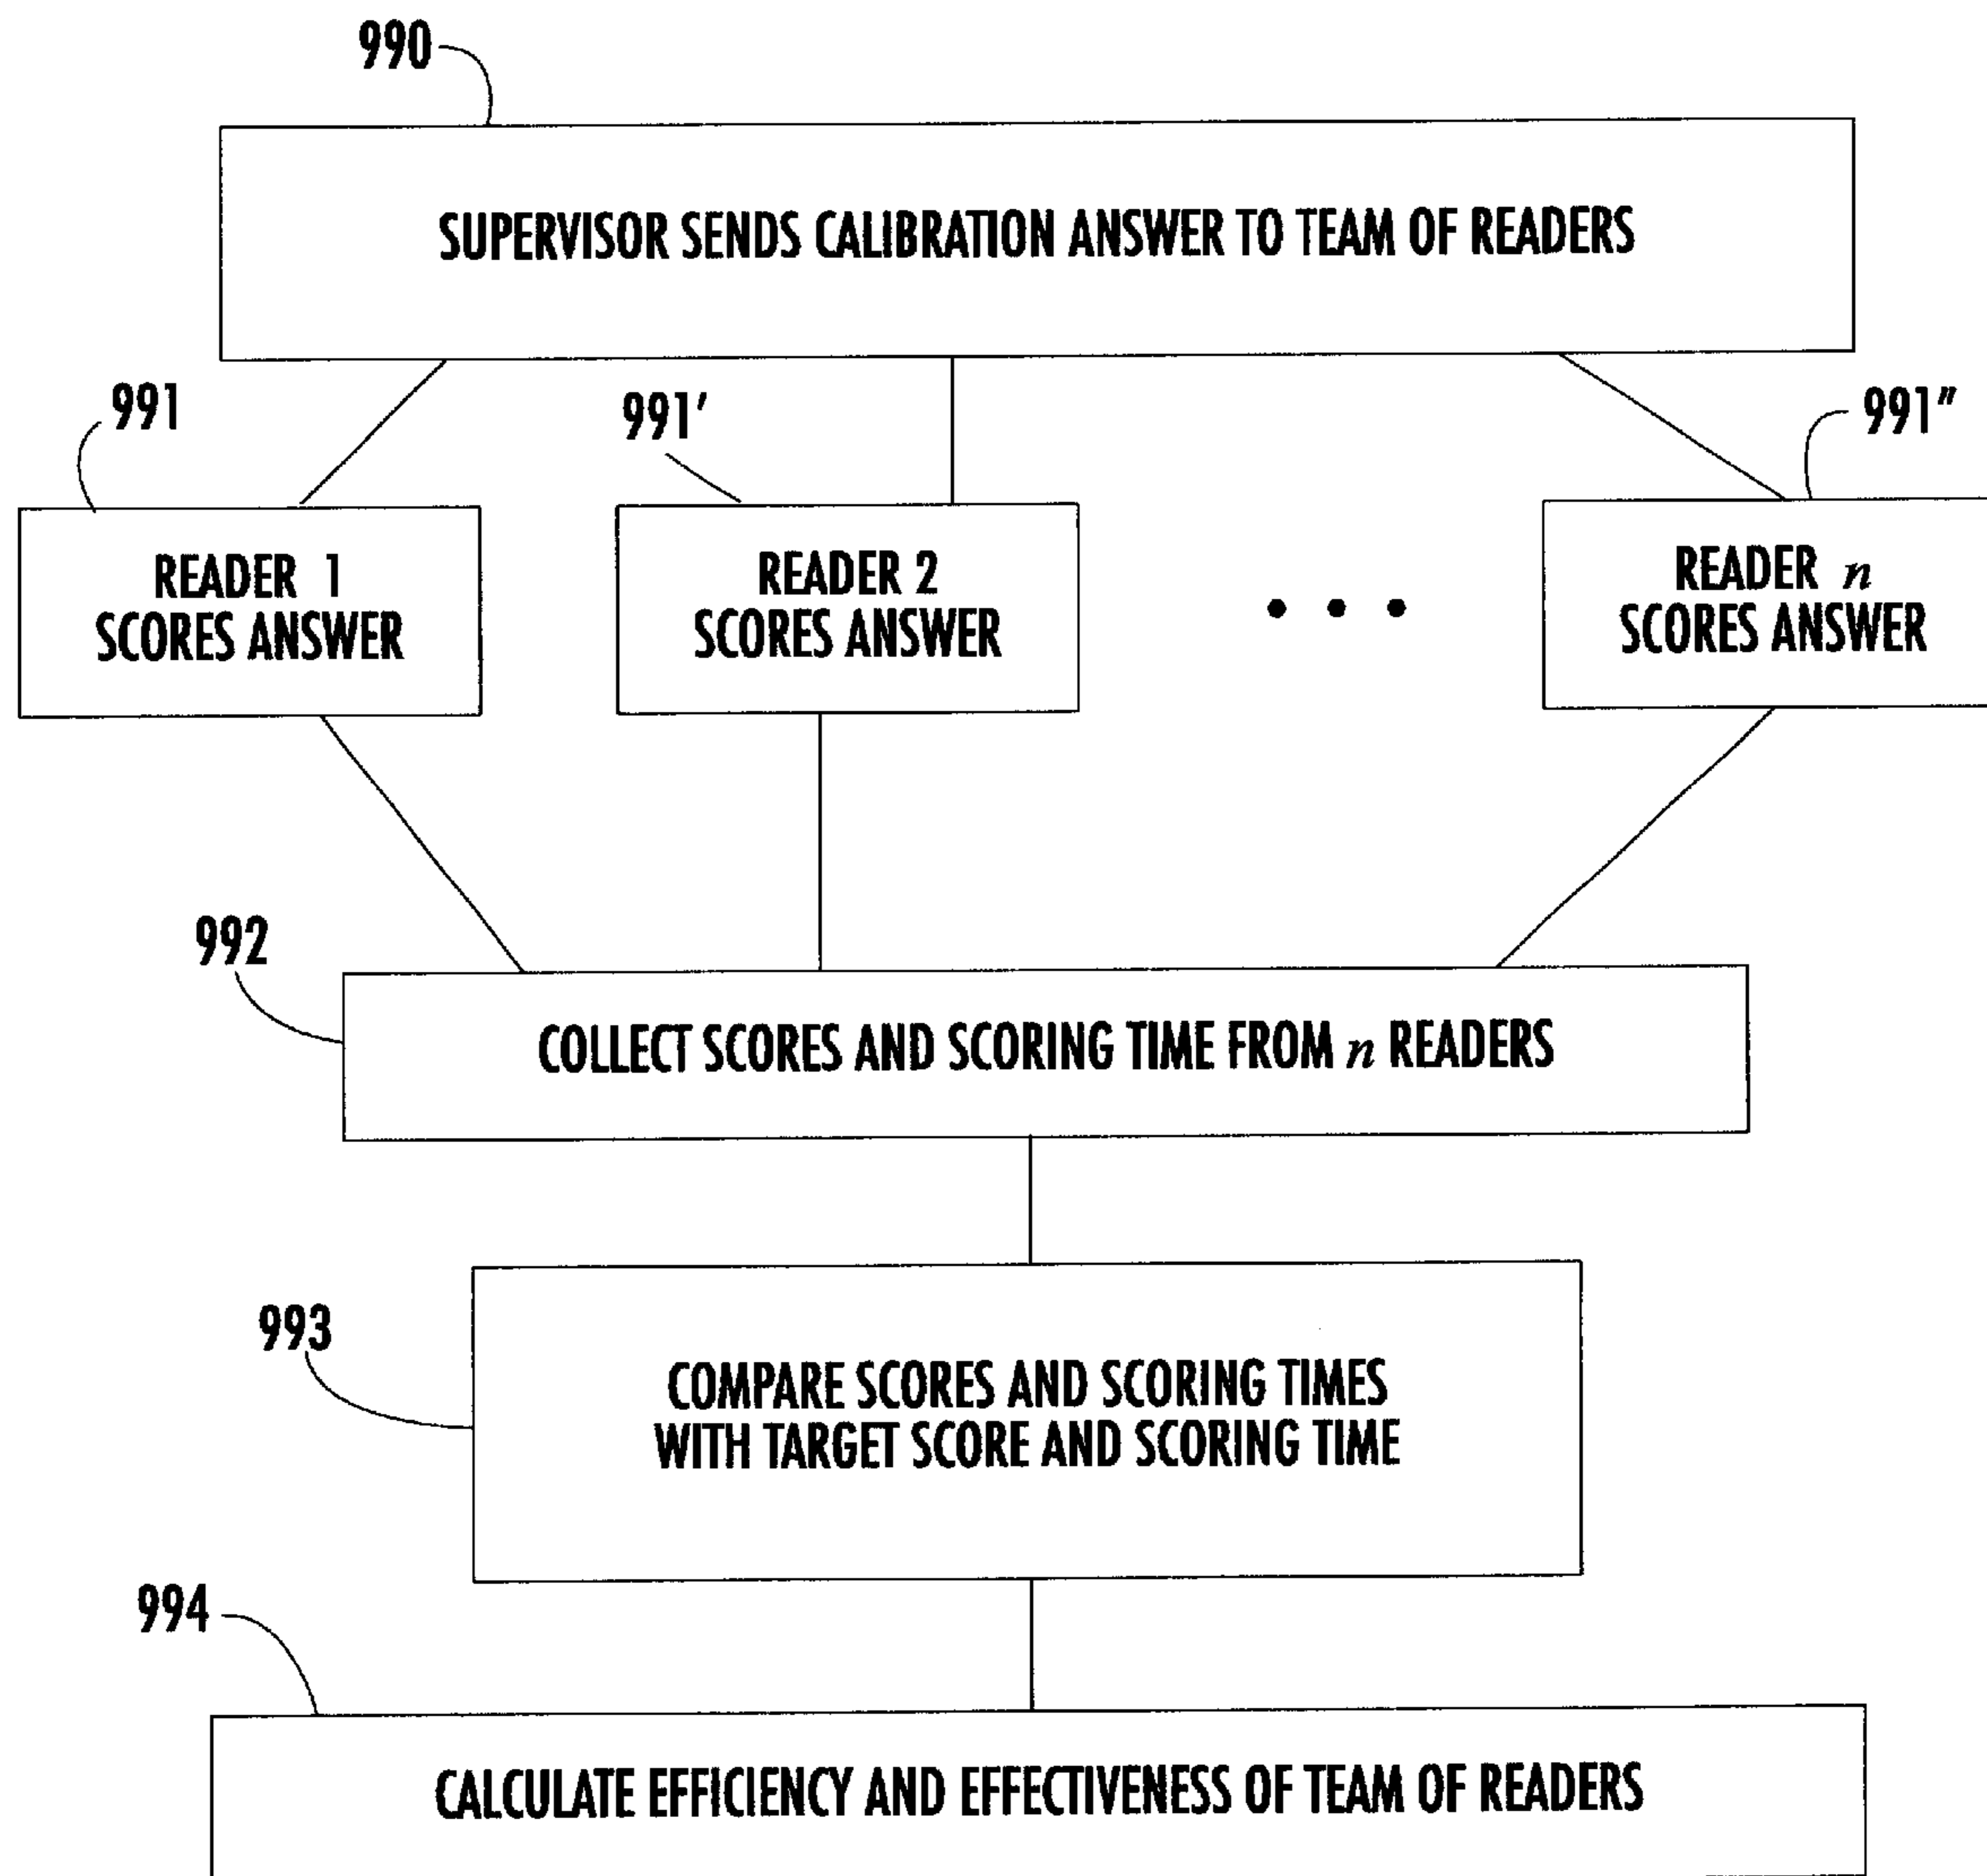 990
SUPERVISOR SENDS CALIBRATION ANSWER TO TEAM OF READERS
991
991'
991"
READER 1
SCORES ANSWER
READER 2
SCORES ANSWER
• • •
READER n
SCORES ANSWER
992
COLLECT SCORES AND SCORING TIME FROM n READERS
993
COMPARE SCORES AND SCORING TIMES
WITH TARGET SCORE AND SCORING TIME
994
CALCULATE EFFICIENCY AND EFFECTIVENESS OF TEAM OF READERS